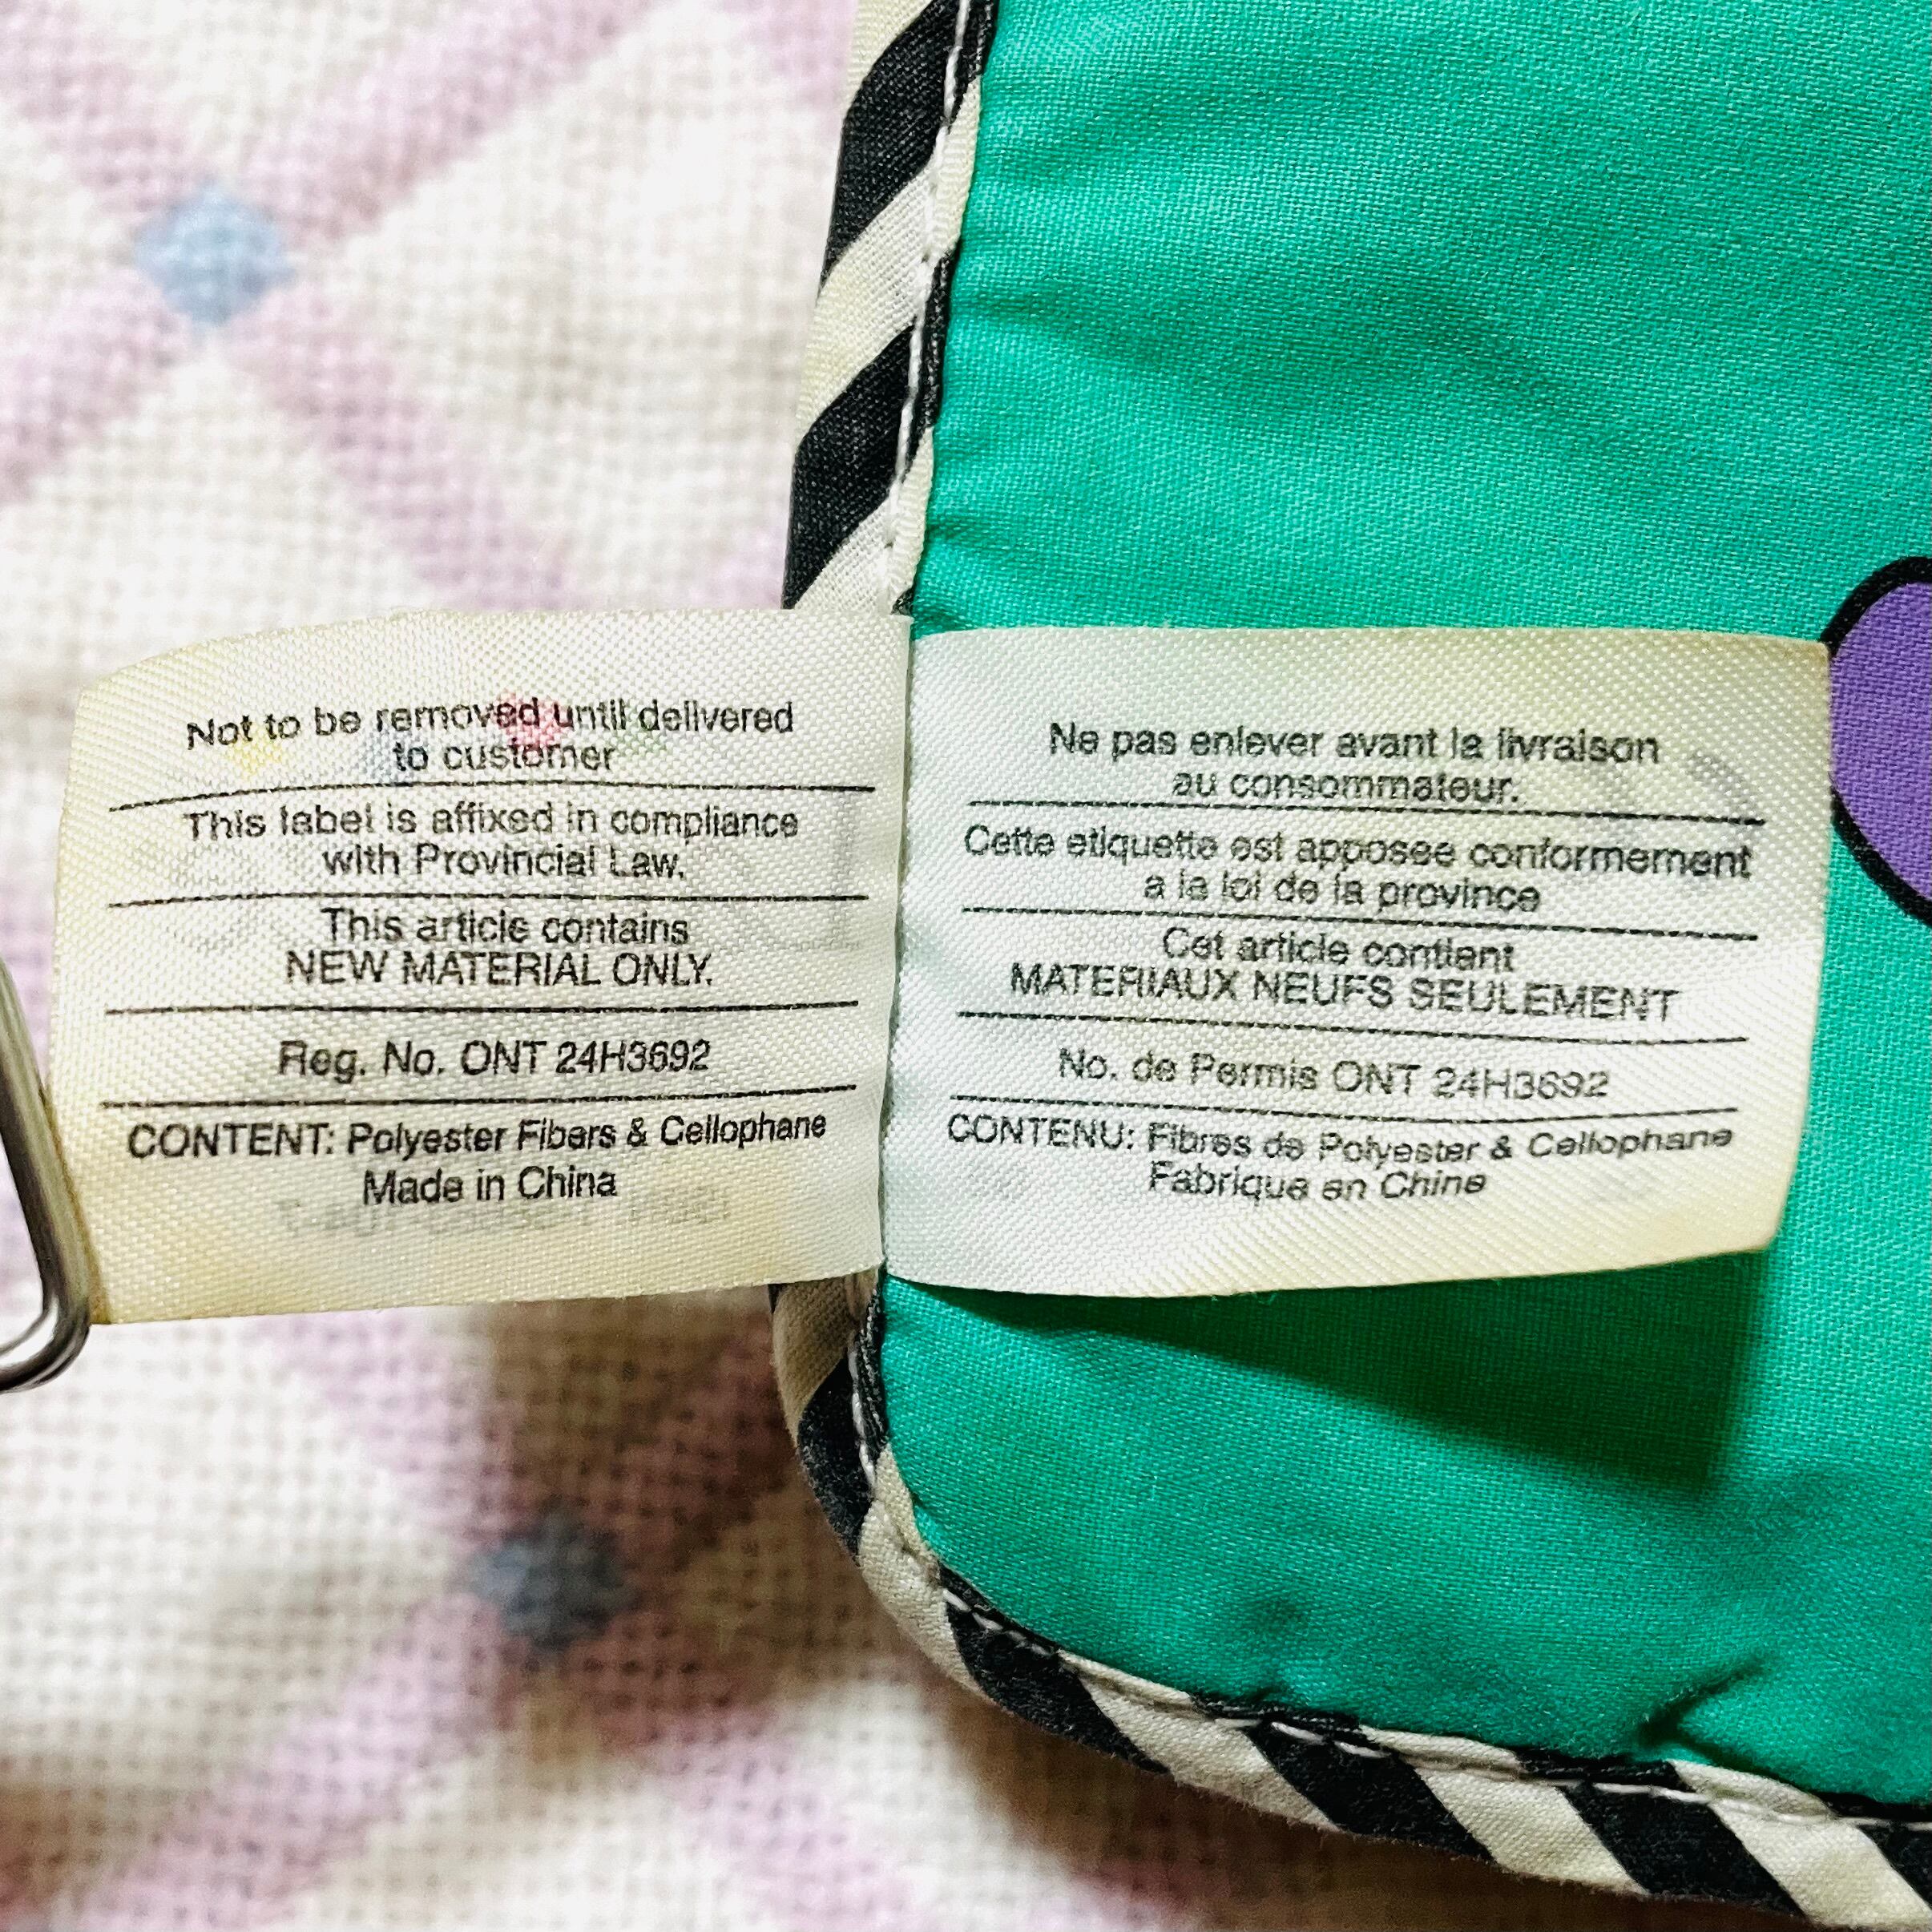 Not to be removed until delivered
to customer
This label is affixed in compliance
with Provincial Law.
This article contains
NEW MATERIAL ONLY.
Reg. No. ONT 24H3692
CONTENT: Polyester Fibers & Cellophane
Made in China
Ne pas enlever avant la livraison
au consommateur.
Cette etiquette est apposee conformement
a la loi de la province
Cet article contient
MATERIAUX NEUFS SEULEMENT
No. de Permis ONT 24H3692
CONTENU: Fibres de Polyester & Cellophane
Fabrique en Chine